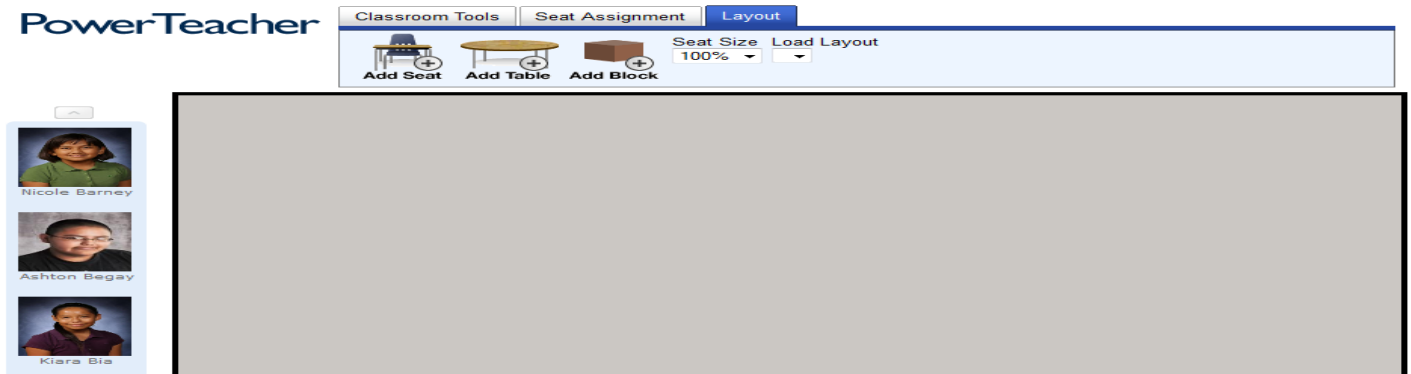 PowerTeacher
Classroom Tools Seat Assignment Layout
Seat Size Load Layout
100%
Add Seat Add Table Add Block
Nicole Barney
Ashton Begay
Kiara Bia